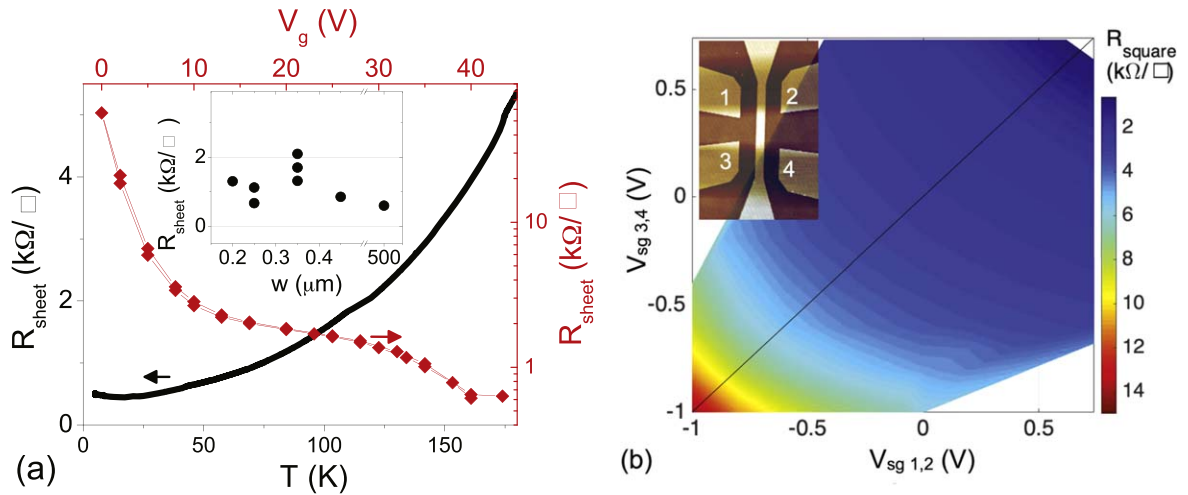 V_g (V)
0 10 20 30 40
R_sheet (kΩ/□)
0
2
4
R_sheet (kΩ/□)
0
2
0.2 0.4 500
w (μm)
10
1
R_sheet (kΩ/□)
0 50 100 150
T (K)
(a)
1 2
3 4
R_square
(kΩ/□)
2
4
6
8
10
12
14
V_sg 3,4 (V)
0.5
0
-0.5
-1
-1 -0.5 0 0.5
V_sg 1,2 (V)
(b)